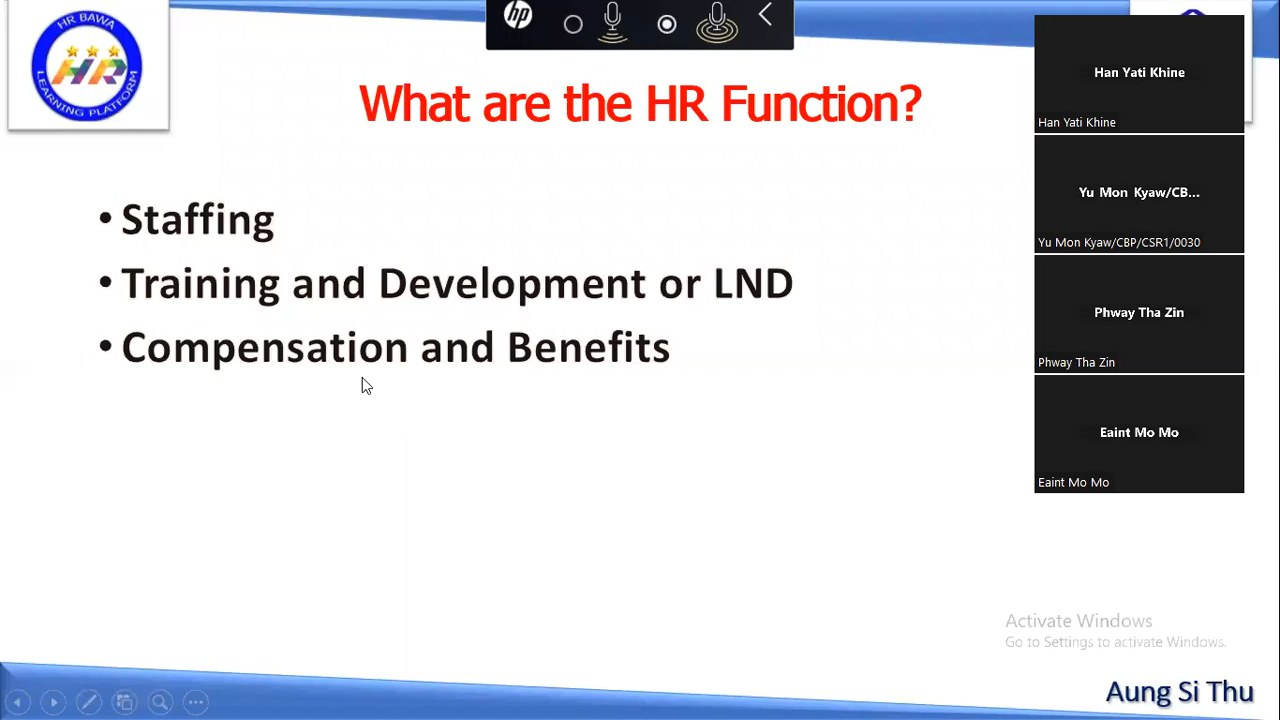 HR BAWA
HR
LEARNING PLATFORM
hp
What are the HR Function?
• Staffing
• Training and Development or LND
• Compensation and Benefits
Han Yati Khine
Han Yati Khine
Yu Mon Kyaw/CB...
Yu Mon Kyaw/CBP/CSR1/0030
Phway Tha Zin
Phway Tha Zin
Eaint Mo Mo
Eaint Mo Mo
Activate Windows
Go to Settings to activate Windows.
Aung Si Thu